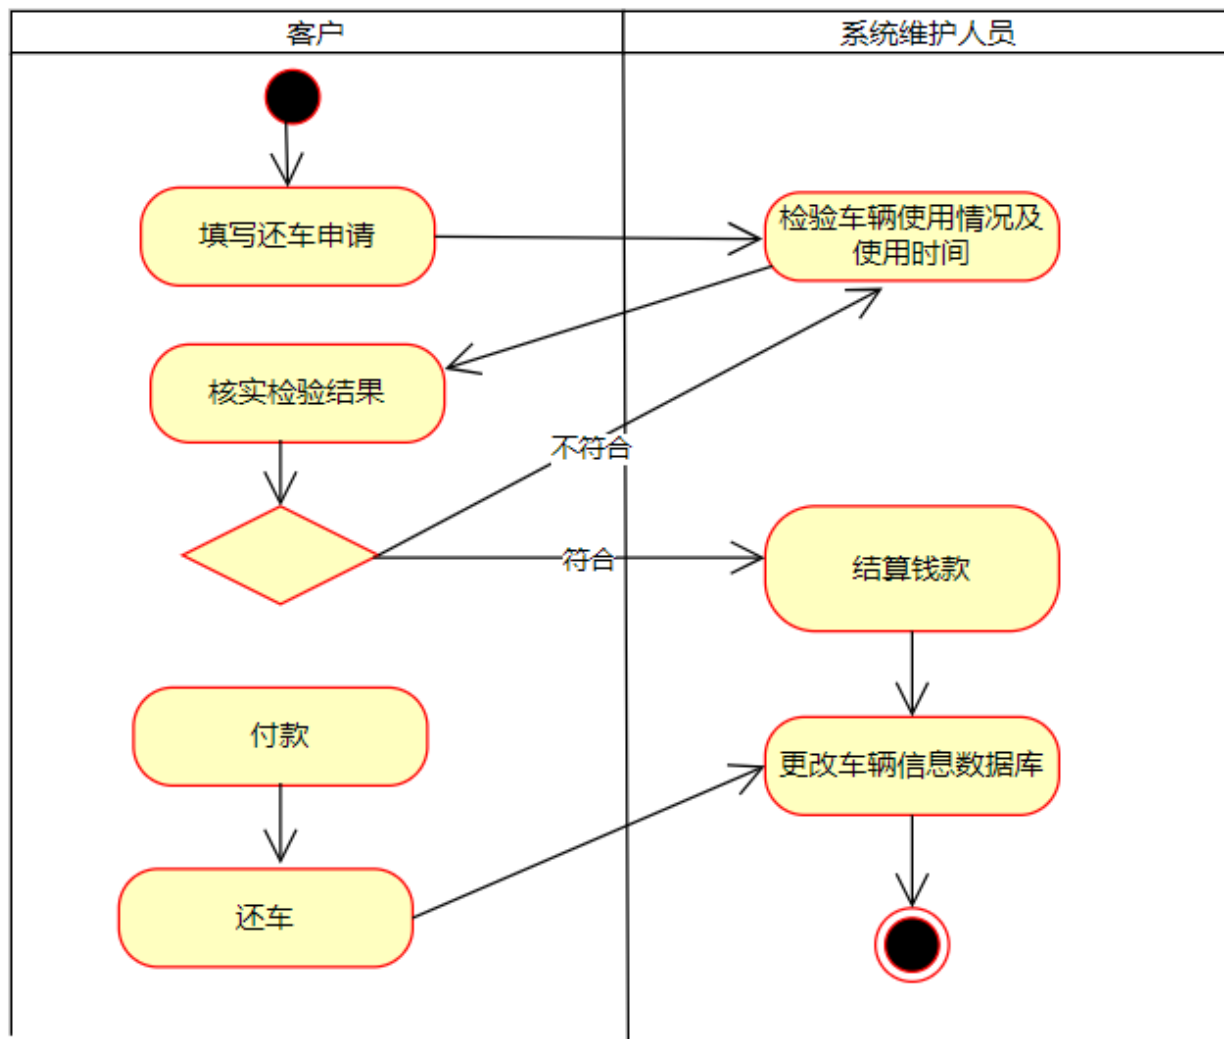 客户
系统维护人员
填写还车申请
检验车辆使用情况及
使用时间
核实检验结果
不符合
符合
结算钱款
付款
更改车辆信息数据库
还车